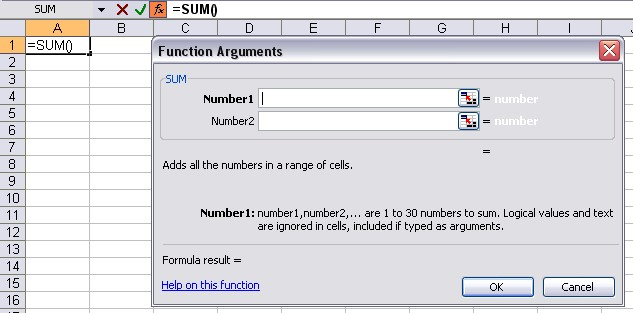 SUM =SUM()
A B C D E F G H I
1 =SUM()
2
3
4
5
6
7
8
9
10
11
12
13
14
15
16
Function Arguments
SUM
Number1 = number
Number2 = number
=
Adds all the numbers in a range of cells.
Number1: number1,number2,... are 1 to 30 numbers to sum. Logical values and text
are ignored in cells, included if typed as arguments.
Formula result =
Help on this function OK Cancel